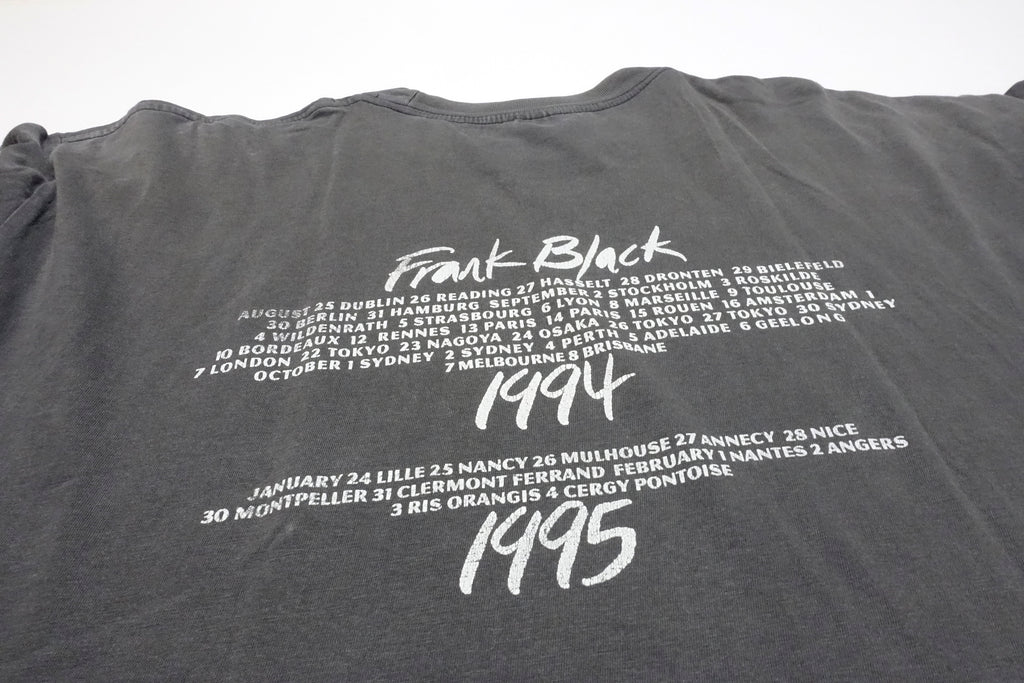 Frank Black
AUGUST 25 DUBLIN 26 READING 27 HASSELT 28 DRONTEN 29 BIELEFELD
30 BERLIN 31 HAMBURG SEPTEMBER 2 STOCKHOLM 3 ROSKILDE
4 WILDENRATH 5 STRASBOURG 6 LYON 8 MARSEILLE 9 TOULOUSE
10 BORDEAUX 12 RENNES 13 PARIS 14 PARIS 15 ROUEN 16 AMSTERDAM 1
7 LONDON 22 TOKYO 23 NAGOYA 24 OSAKA 26 TOKYO 27 TOKYO 30 SYDNEY
OCTOBER 1 SYDNEY 2 SYDNEY 4 PERTH 5 ADELAIDE 6 GEELONG
7 MELBOURNE 8 BRISBANE
1994
JANUARY 24 LILLE 25 NANCY 26 MULHOUSE 27 ANNECY 28 NICE
30 MONTPELLER 31 CLERMONT FERRAND FEBRUARY 1 NANTES 2 ANGERS
3 RIS ORANGIS 4 CERGY PONTOISE
1995